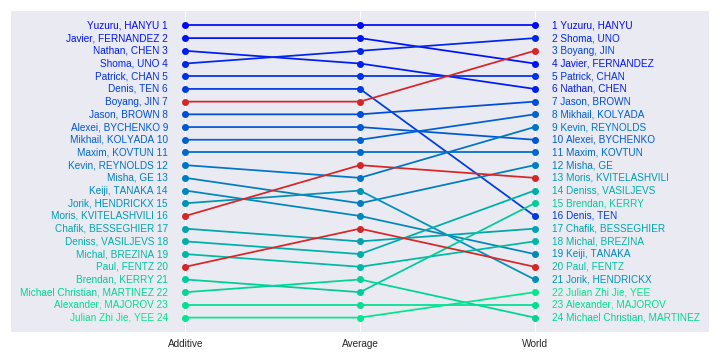 Yuzuru, HANYU 1
Javier, FERNANDEZ 2
Nathan, CHEN 3
Shoma, UNO 4
Patrick, CHAN 5
Denis, TEN 6
Boyang, JIN 7
Jason, BROWN 8
Alexei, BYCHENKO 9
Mikhail, KOLYADA 10
Maxim, KOVTUN 11
Kevin, REYNOLDS 12
Misha, GE 13
Keiji, TANAKA 14
Jorik, HENDRICKX 15
Moris, KVITELASHVILI 16
Chafik, BESSEGHIER 17
Deniss, VASILJEVS 18
Michal, BREZINA 19
Paul, FENTZ 20
Brendan, KERRY 21
Michael Christian, MARTINEZ 22
Alexander, MAJOROV 23
Julian Zhi Jie, YEE 24
1 Yuzuru, HANYU
2 Shoma, UNO
3 Boyang, JIN
4 Javier, FERNANDEZ
5 Patrick, CHAN
6 Nathan, CHEN
7 Jason, BROWN
8 Mikhail, KOLYADA
9 Kevin, REYNOLDS
10 Alexei, BYCHENKO
11 Maxim, KOVTUN
12 Misha, GE
13 Moris, KVITELASHVILI
14 Deniss, VASILJEVS
15 Brendan, KERRY
16 Denis, TEN
17 Chafik, BESSEGHIER
18 Michal, BREZINA
19 Keiji, TANAKA
20 Paul, FENTZ
21 Jorik, HENDRICKX
22 Julian Zhi Jie, YEE
23 Alexander, MAJOROV
24 Michael Christian, MARTINEZ
Additive
Average
World